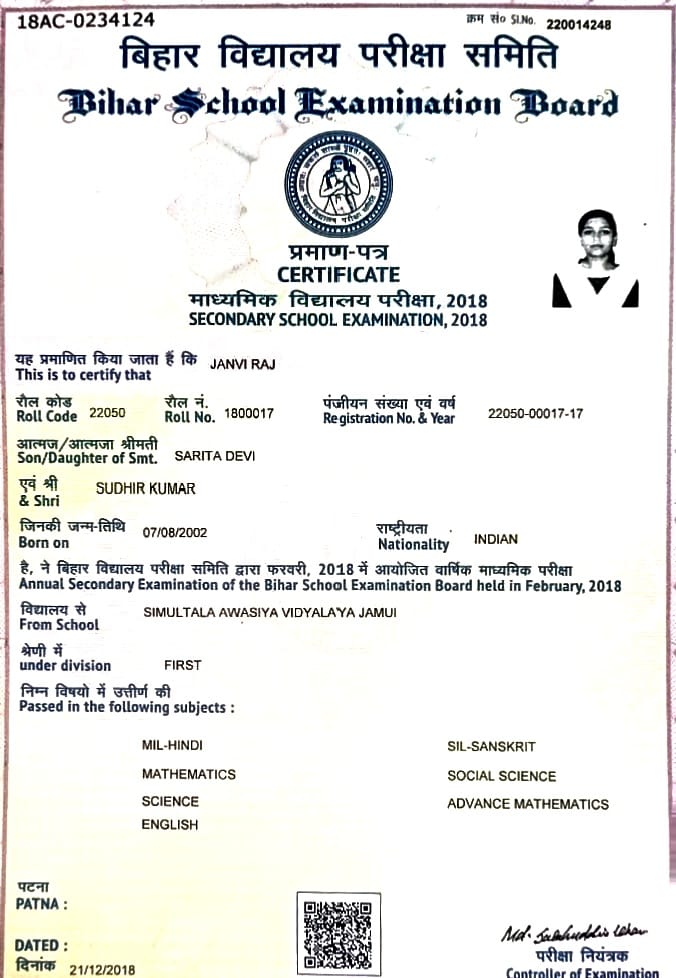 18AC-0234124
क्रम सं० Sl.No. 220014248
बिहार विद्यालय परीक्षा समिति
Bihar School Examination Board
प्रमाण-पत्र
CERTIFICATE
माध्यमिक विद्यालय परीक्षा, 2018
SECONDARY SCHOOL EXAMINATION, 2018
यह प्रमाणित किया जाता हैं कि JANVI RAJ
This is to certify that
रौल कोड रौल नं. पंजीयन संख्या एवं वर्ष
Roll Code 22050 Roll No. 1800017 Registration No. & Year 22050-00017-17
आत्मज/आत्मजा श्रीमती
Son/Daughter of Smt. SARITA DEVI
एवं श्री
& Shri SUDHIR KUMAR
जिनकी जन्म-तिथि 07/08/2002 राष्ट्रीयता
Born on Nationality INDIAN
है, ने बिहार विद्यालय परीक्षा समिति द्वारा फरवरी, 2018 में आयोजित वार्षिक माध्यमिक परीक्षा
Annual Secondary Examination of the Bihar School Examination Board held in February, 2018
विद्यालय से SIMULTALA AWASIYA VIDYALAYA JAMUI
From School
श्रेणी में
under division FIRST
निम्न विषयो में उत्तीर्ण की
Passed in the following subjects :
MIL-HINDI SIL-SANSKRIT
MATHEMATICS SOCIAL SCIENCE
SCIENCE ADVANCE MATHEMATICS
ENGLISH
पटना
PATNA :
DATED :
दिनांक 21/12/2018
परीक्षा नियंत्रक
Controller of Examination